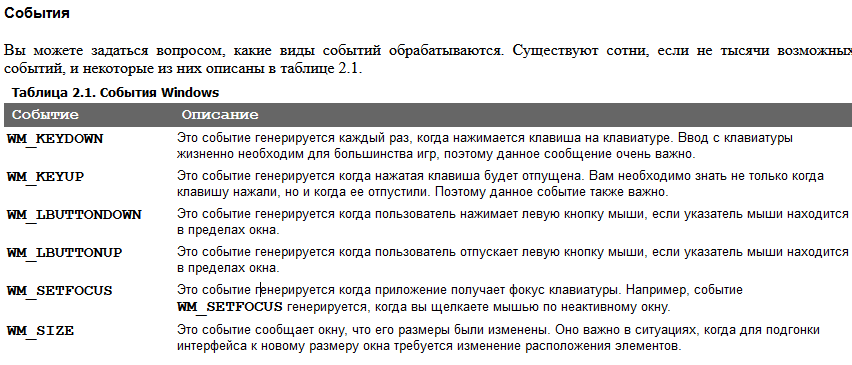 События
Вы можете задаться вопросом, какие виды событий обрабатываются. Существуют сотни, если не тысячи возможных
событий, и некоторые из них описаны в таблице 2.1.
Таблица 2.1. События Windows
Событие Описание
WM_KEYDOWN Это событие генерируется каждый раз, когда нажимается клавиша на клавиатуре. Ввод с клавиатуры
жизненно необходим для большинства игр, поэтому данное сообщение очень важно.
WM_KEYUP Это событие генерируется когда нажатая клавиша будет отпущена. Вам необходимо знать не только когда
клавишу нажали, но и когда ее отпустили. Поэтому данное событие также важно.
WM_LBUTTONDOWN Это событие генерируется когда пользователь нажимает левую кнопку мыши, если указатель мыши находится
в пределах окна.
WM_LBUTTONUP Это событие генерируется когда пользователь отпускает левую кнопку мыши, если указатель мыши находится
в пределах окна.
WM_SETFOCUS Это событие генерируется когда приложение получает фокус клавиатуры. Например, событие
WM_SETFOCUS генерируется, когда вы щелкаете мышью по неактивному окну.
WM_SIZE Это событие сообщает окну, что его размеры были изменены. Оно важно в ситуациях, когда для подгонки
интерфейса к новому размеру окна требуется изменение расположения элементов.